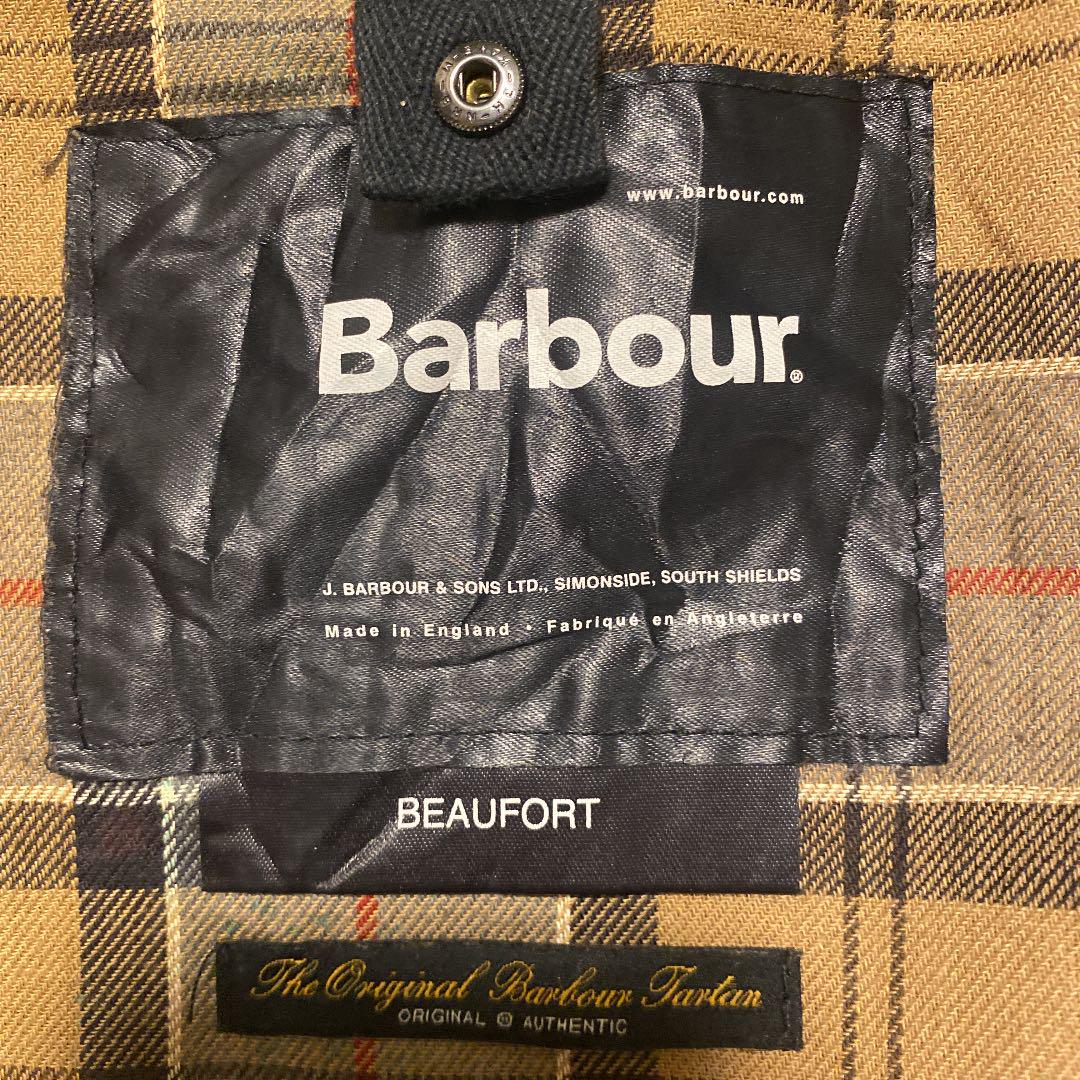 www.barbour.com
Barbour®
J. BARBOUR & SONS LTD., SIMONSIDE, SOUTH SHIELDS
Made in England • Fabriqué en Angleterre
BEAUFORT
The Original Barbour Tartan
ORIGINAL AUTHENTIC